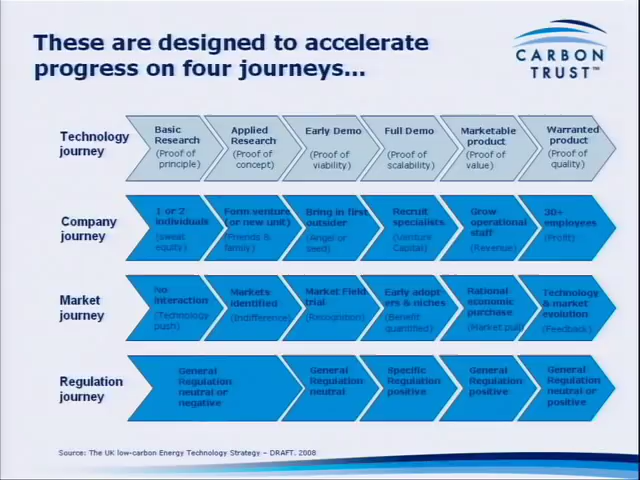 These are designed to accelerate
progress on four journeys...
CARBON
TRUST™
Technology
journey
Basic
Research
(Proof of
principle)
Applied
Research
(Proof of
concept)
Early Demo
(Proof of
viability)
Full Demo
(Proof of
scalability)
Marketable
product
(Proof of
value)
Warranted
product
(Proof of
quality)
Company
journey
1 or 2
individuals
(sweat
equity)
Form venture
(or new unit)
(Friends &
family)
Bring in first
outsider
(Angel or
seed)
Recruit
specialists
(Venture
Capital)
Grow
operational
staff
(Revenue)
30+
employees
(Profit)
Market
journey
No
interaction
(Technology
push)
Markets
identified
(Indifference)
Market Field
trial
(Recognition)
Early adopt-
ers & niches
(Benefit
quantified)
Rational
economic
purchase
(Market pull)
Technology
& market
evolution
(Feedback)
Regulation
journey
General
Regulation
neutral or
negative
General
Regulation
neutral
Specific
Regulation
positive
General
Regulation
positive
General
Regulation
neutral or
positive
Source: The UK low-carbon Energy Technology Strategy – DRAFT, 2008